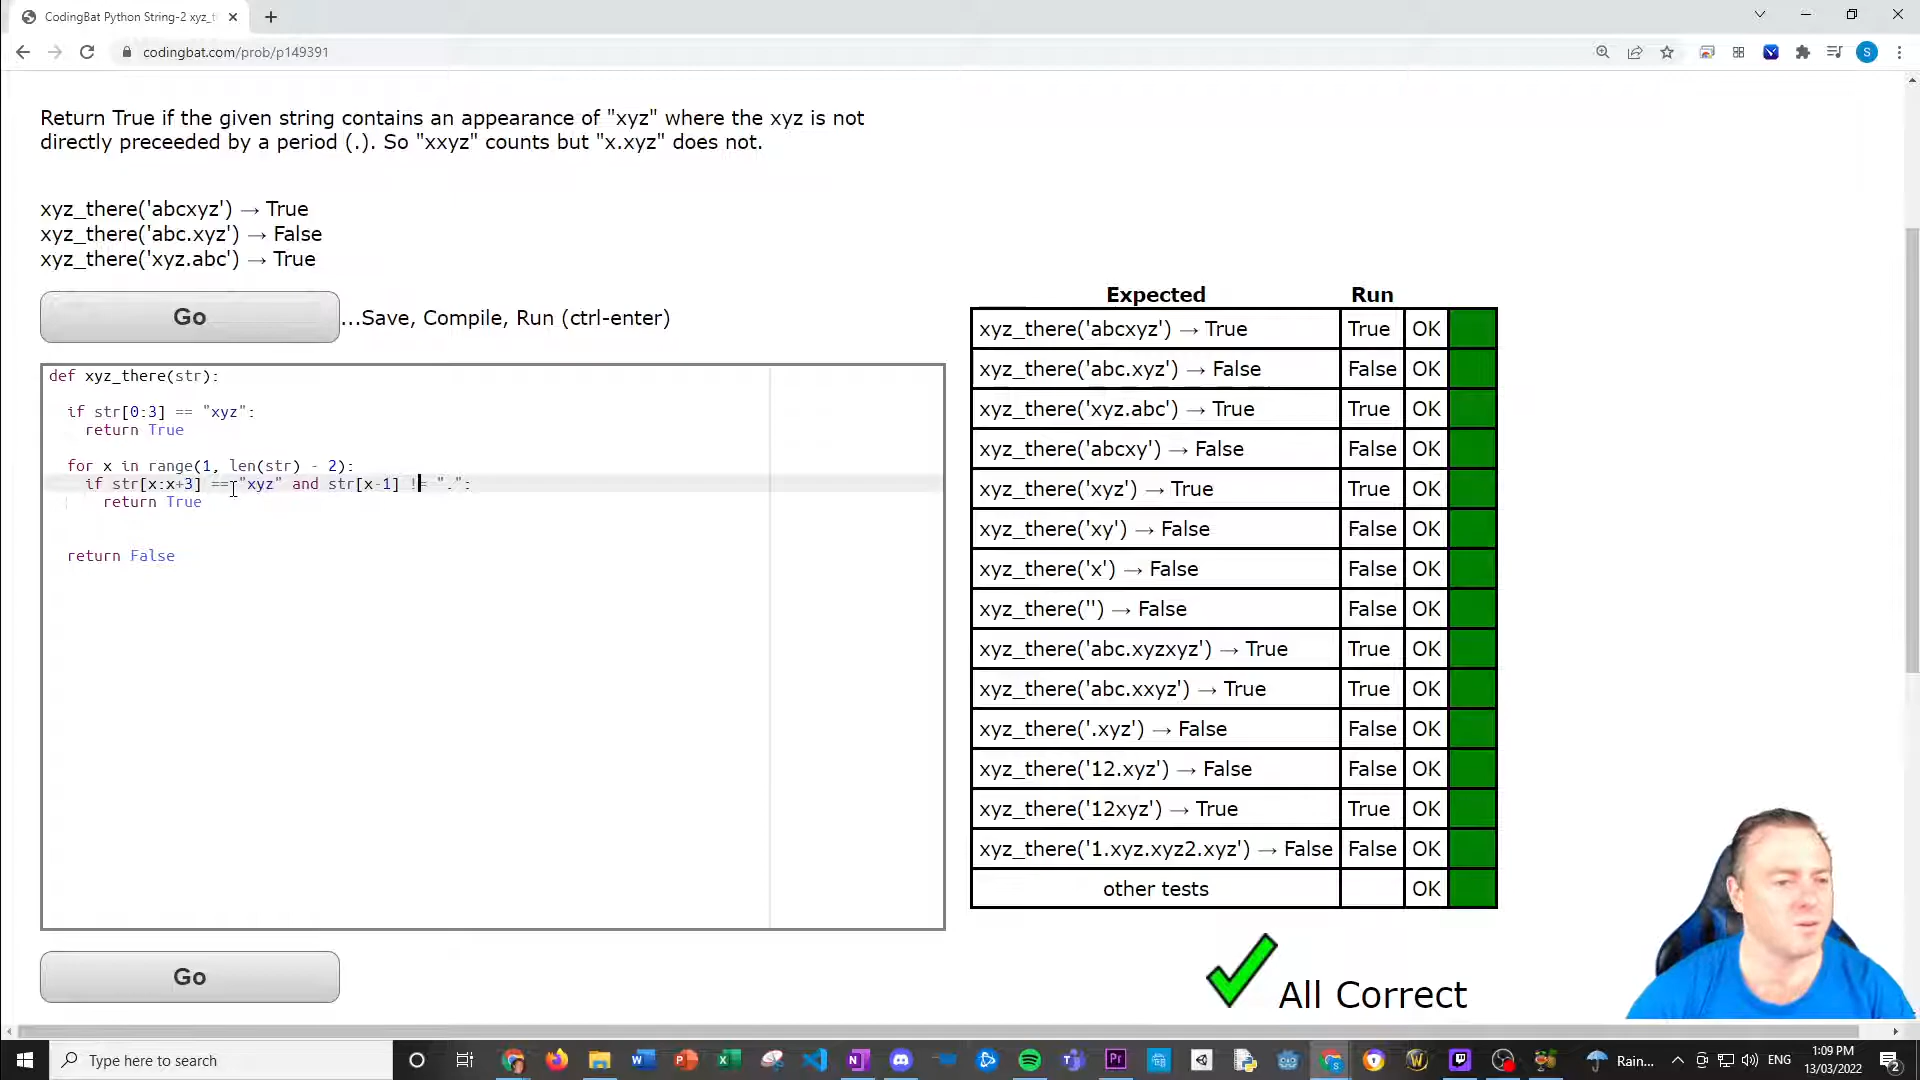 CodingBat Python String-2 xyz_t
codingbat.com/prob/p149391
S
Return True if the given string contains an appearance of "xyz" where the xyz is not
directly preceeded by a period (.). So "xxyz" counts but "x.xyz" does not.
xyz_there('abcxyz') → True
xyz_there('abc.xyz') → False
xyz_there('xyz.abc') → True
Go
...Save, Compile, Run (ctrl-enter)
def xyz_there(str):
if str[0:3] == "xyz":
return True
for x in range(1, len(str) - 2):
if str[x:x+3] == "xyz" and str[x-1] != ".":
return True
return False
Go
Expected Run
xyz_there('abcxyz') → True True OK
xyz_there('abc.xyz') → False False OK
xyz_there('xyz.abc') → True True OK
xyz_there('abcxy') → False False OK
xyz_there('xyz') → True True OK
xyz_there('xy') → False False OK
xyz_there('x') → False False OK
xyz_there('') → False False OK
xyz_there('abc.xyzxyz') → True True OK
xyz_there('abc.xxyz') → True True OK
xyz_there('.xyz') → False False OK
xyz_there('12.xyz') → False False OK
xyz_there('12xyz') → True True OK
xyz_there('1.xyz.xyz2.xyz') → False False OK
other tests OK
All Correct
Type here to search
Rain...
ENG
1:09 PM
13/03/2022
2